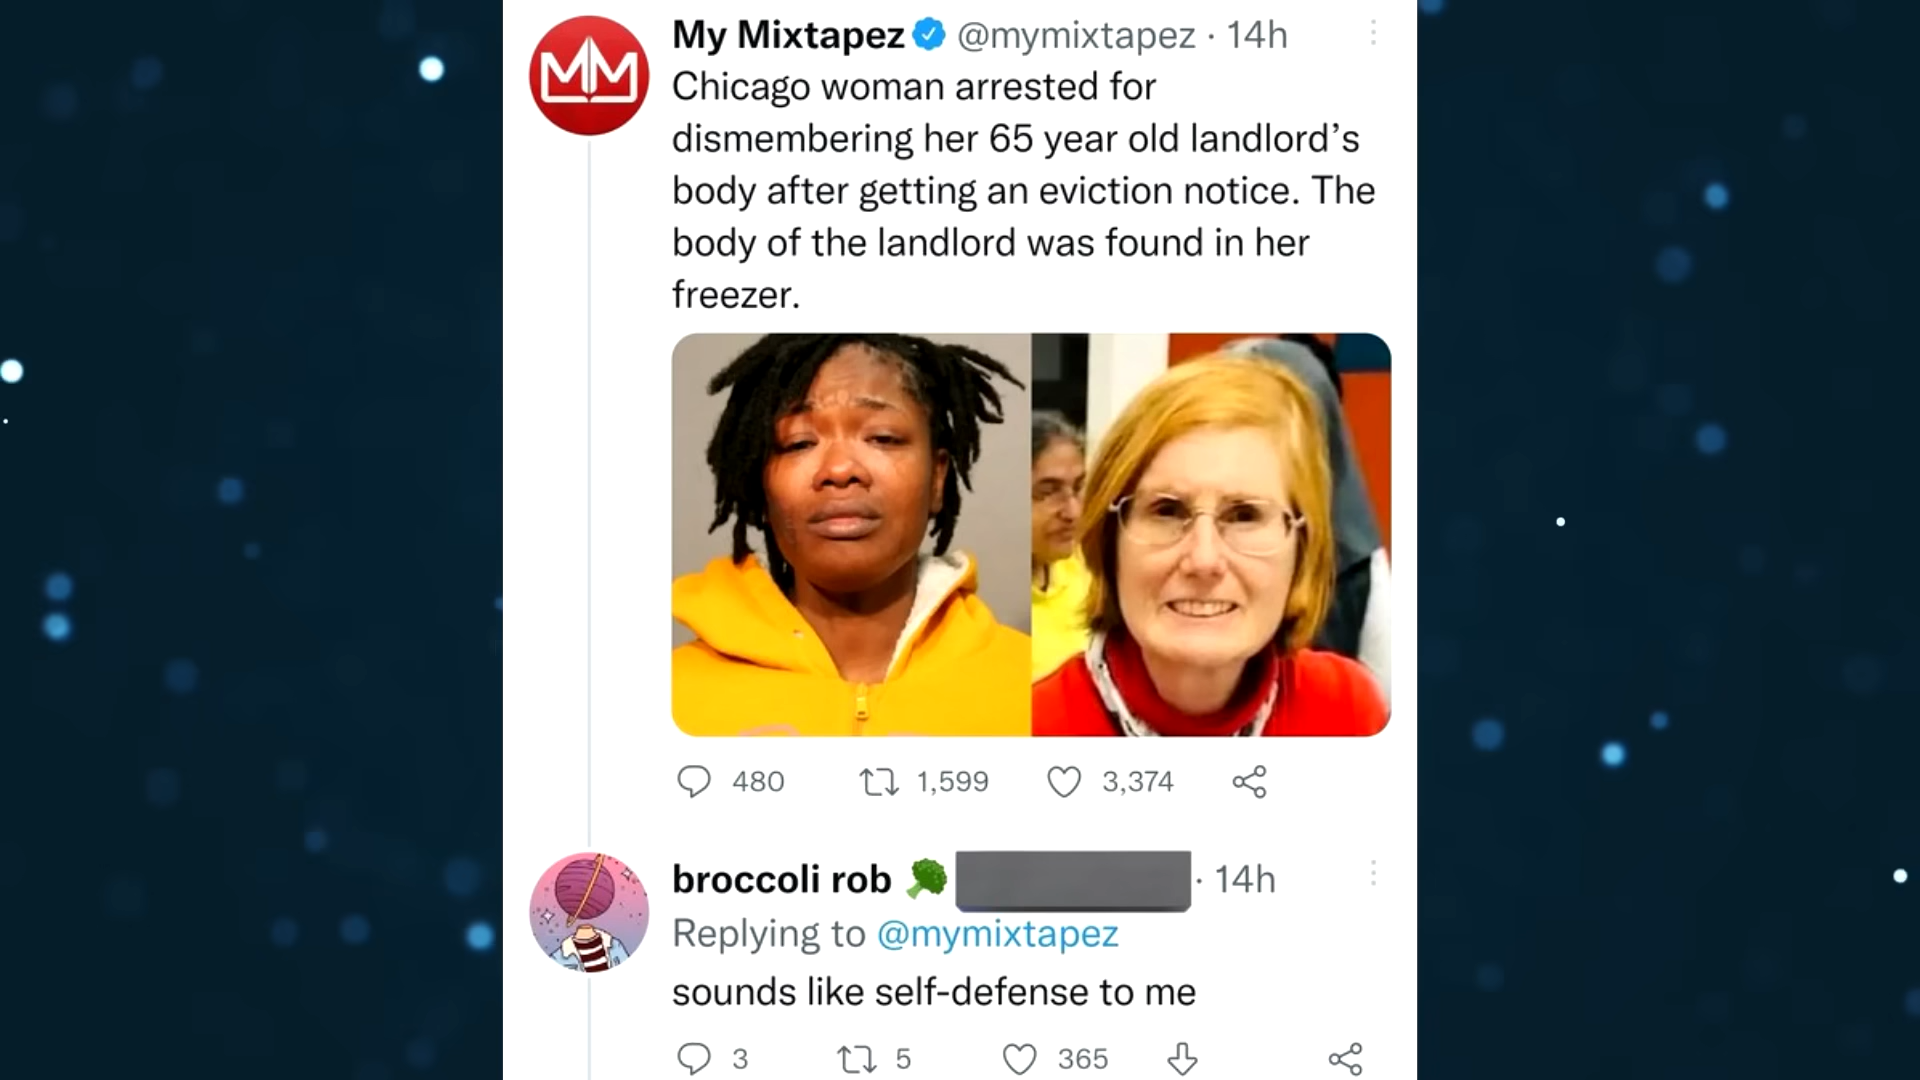 My Mixtapez @mymixtapez · 14h
Chicago woman arrested for
dismembering her 65 year old landlord’s
body after getting an eviction notice. The
body of the landlord was found in her
freezer.
480 1,599 3,374
broccoli rob 🥦 · 14h
Replying to @mymixtapez
sounds like self-defense to me
3 5 365